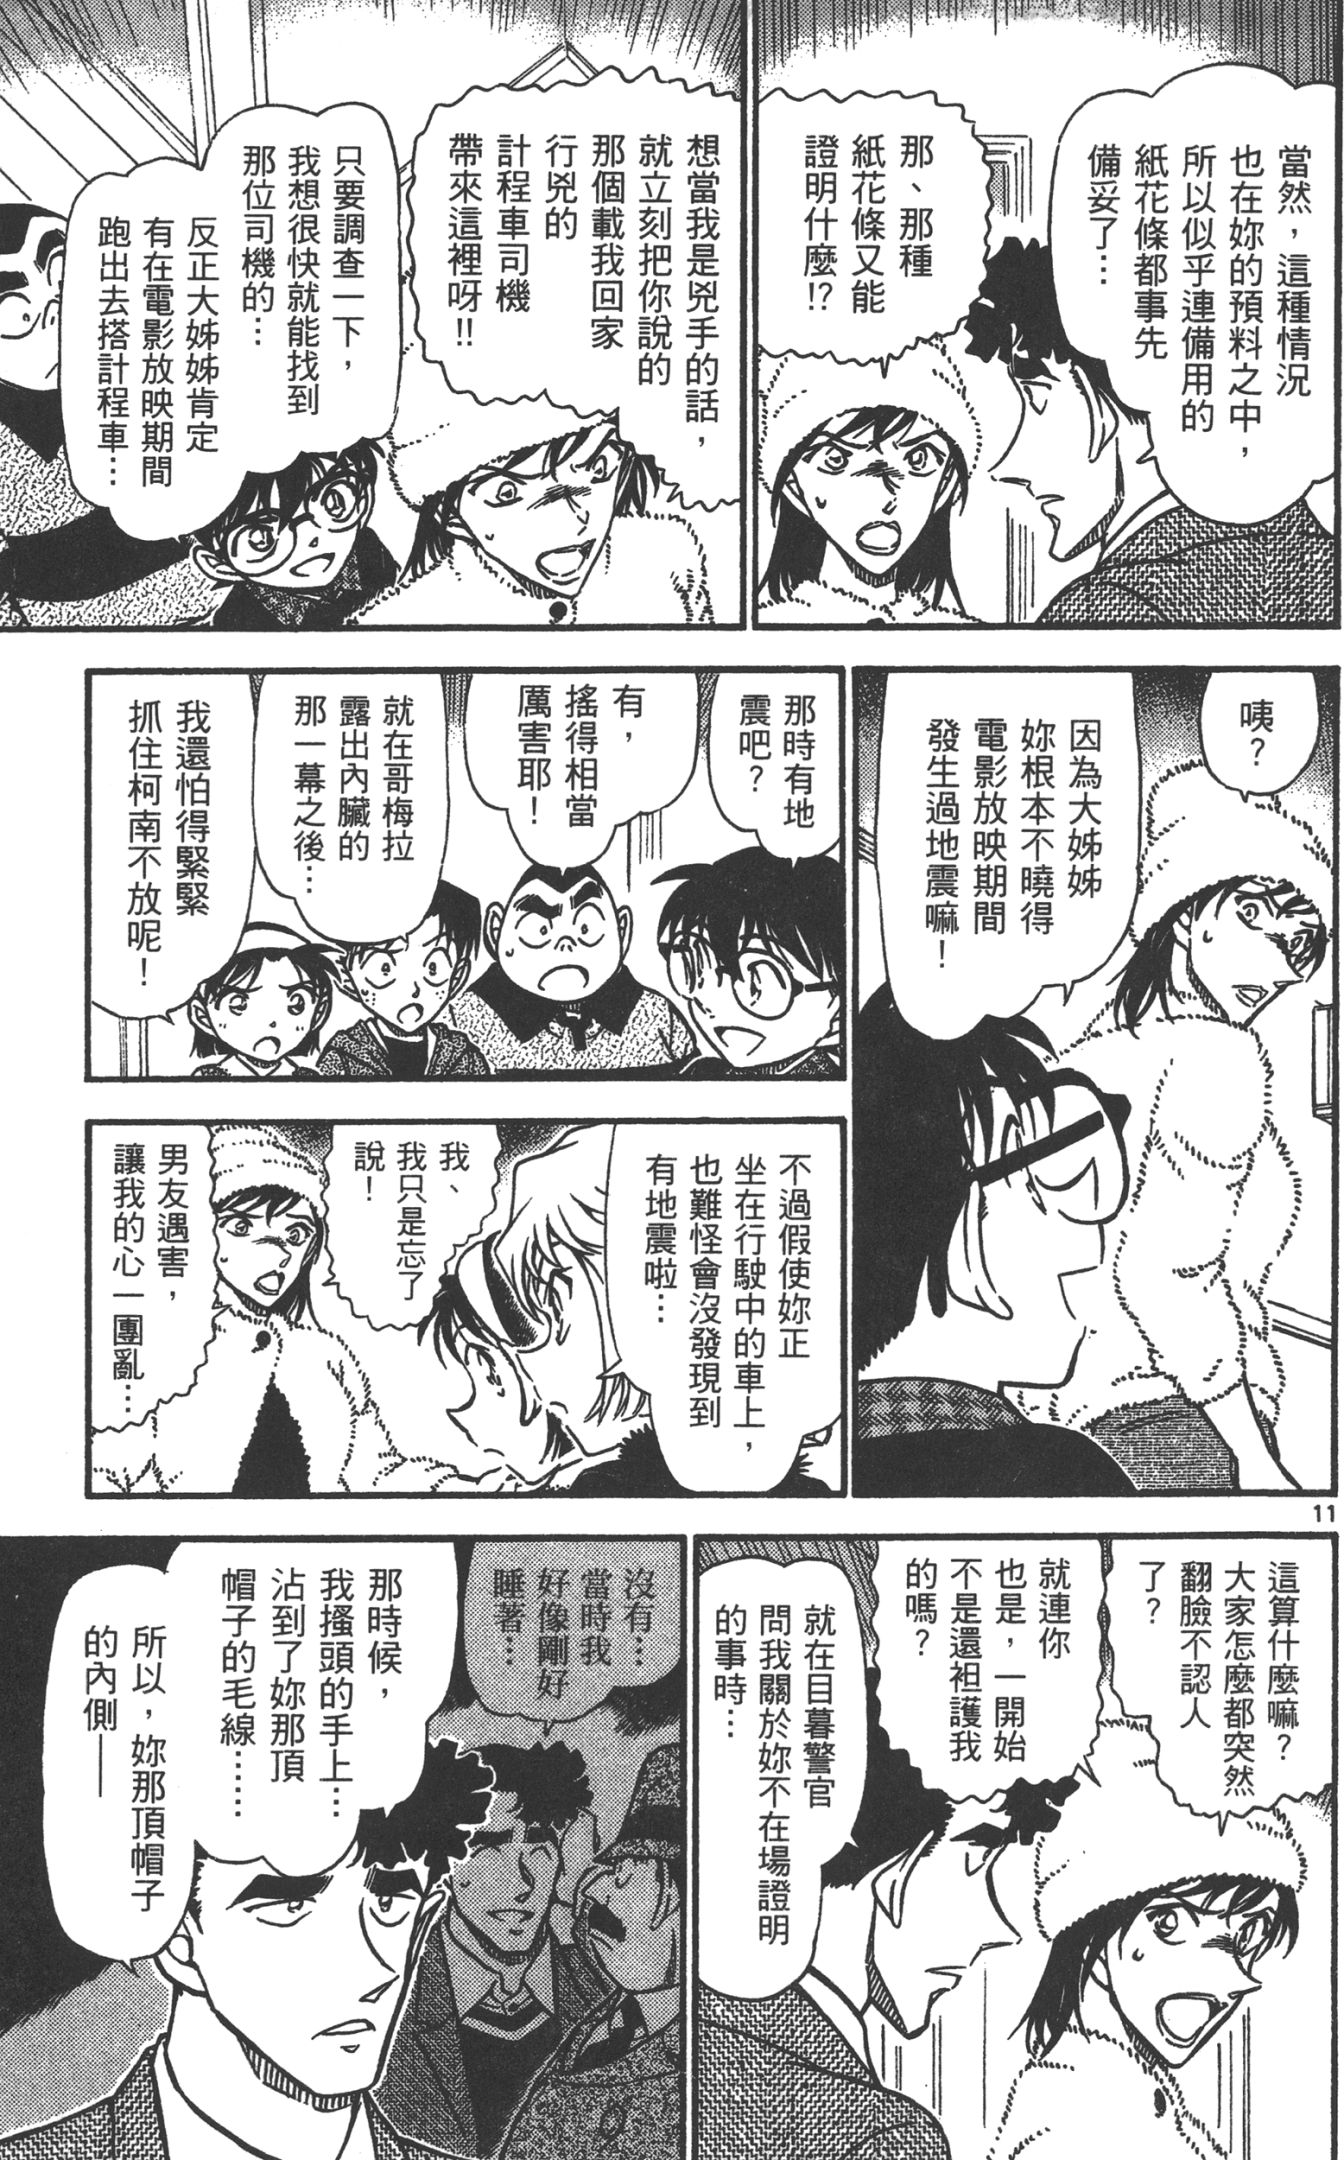 當然，這種情況
也在妳的預料之中，
所以似乎連備用的
紙花條都事先
備妥了…
那、那種
紙花條又能
證明什麼!?
想當我是兇手的話，
就立刻把你說的
那個載我回家
行兇的
計程車司機
帶來這裡呀!!
只要調查一下，
我想很快就能找到
那位司機的…
反正大姊姊肯定
有在電影放映期間
跑出去搭計程車…
咦？
因為大姊姊
妳根本不曉得
電影放映期間
發生過地震嘛！
那時有地
震吧？
有，
搖得相當
厲害耶！
就在哥梅拉
露出內臟的
那一幕之後…
我還怕得緊緊
抓住柯南不放呢！
不過假使妳正
坐在行駛中的車上，
也難怪會沒發現到
有地震啦…
我、
我只是忘了
說！
男友遇害，
讓我的心一團亂…
11
這算什麼嘛？
大家怎麼都突然
翻臉不認人
了？
就連你
也是，一開始
不是還袒護我
的嗎？
就在目暮警官
問我關於妳不在場證明
的事時…
沒有…
當時我
好像剛好
睡著…
那時候，
我搔頭的手上…
沾到了妳那頂
帽子的毛線……
所以，妳那頂帽子
的內側——